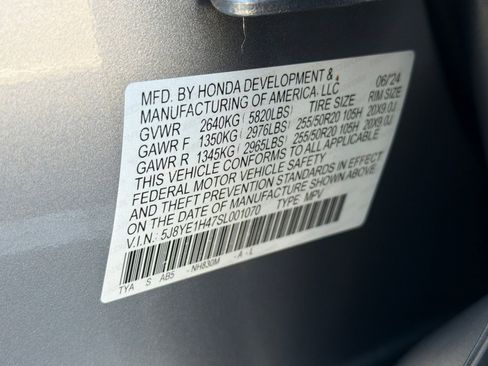 MFD. BY HONDA DEVELOPMENT & 06/24
MANUFACTURING OF AMERICA, LLC
GVWR 2640KG( 5820LBS) TIRE SIZE RIM SIZE
GAWR F 1350KG( 2976LBS) 255/50R20 105H 20X9.0J
GAWR R 1345KG( 2965LBS) 255/50R20 105H 20X9.0J
THIS VEHICLE CONFORMS TO ALL APPLICABLE
FEDERAL MOTOR VEHICLE SAFETY
AND THEFT PREVENTION STANDARDS IN EFFECT
ON THE DATE OF MANUFACTURE SHOWN ABOVE.
V.I.N.: 5J8YE1H47SL001070 TYPE: MPV
TYA S AB5 -NH830M -A-L